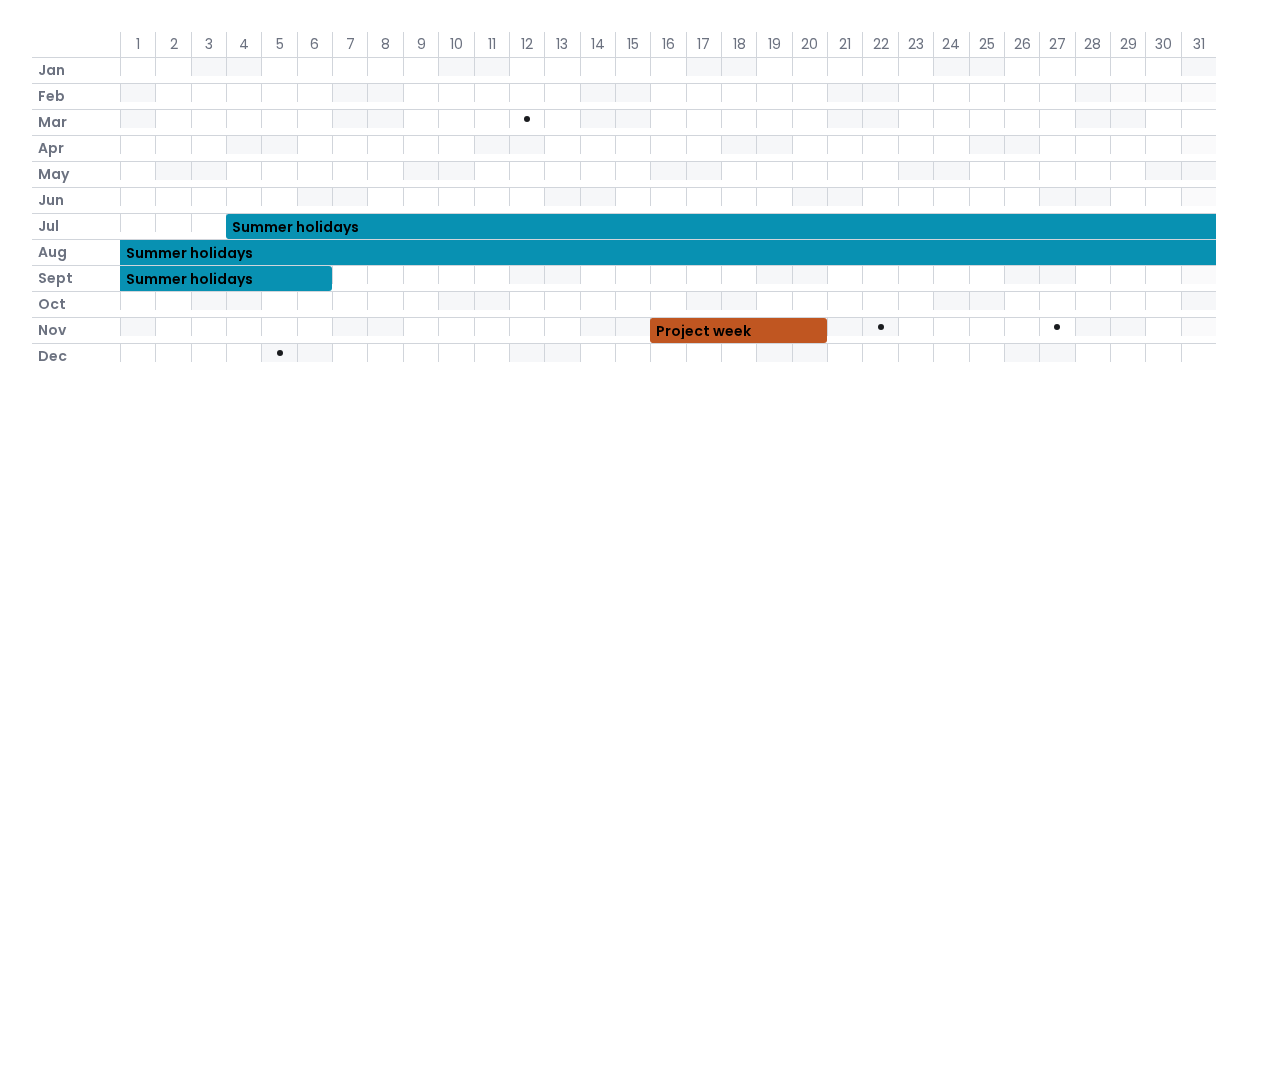 1 2 3 4 5 6 7 8 9 10 11 12 13 14 15 16 17 18 19 20 21 22 23 24 25 26 27 28 29 30 31
Jan
Feb
Mar
Apr
May
Jun
Jul Summer holidays
Aug Summer holidays
Sept Summer holidays
Oct
Nov Project week
Dec